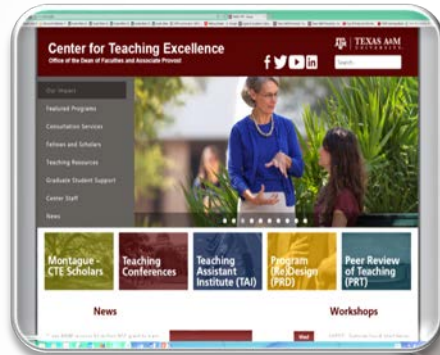 Center for Teaching Excellence
Office of the Dean of Faculties and Associate Provost
TEXAS A&M
UNIVERSITY
Search
Our Impact
Featured Programs
Consultation Services
Fellows and Scholars
Teaching Resources
Graduate Student Support
Center Staff
News
Montague -
CTE Scholars
Teaching
Conferences
Teaching
Assistant
Institute (TAI)
Program
(Re)Design
(PRD)
Peer Review
of Teaching
(PRT)
News
Workshops
Wed